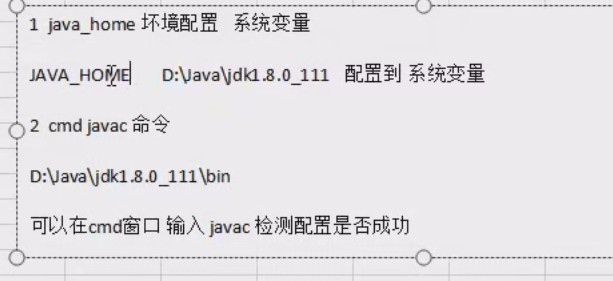 1 java_home 坏境配置 系统变量
JAVA_HOME D:\Java\jdk1.8.0_111 配置到 系统变量
2 cmd javac 命令
D:\Java\jdk1.8.0_111\bin
可以在cmd窗口 输入 javac 检测配置是否成功